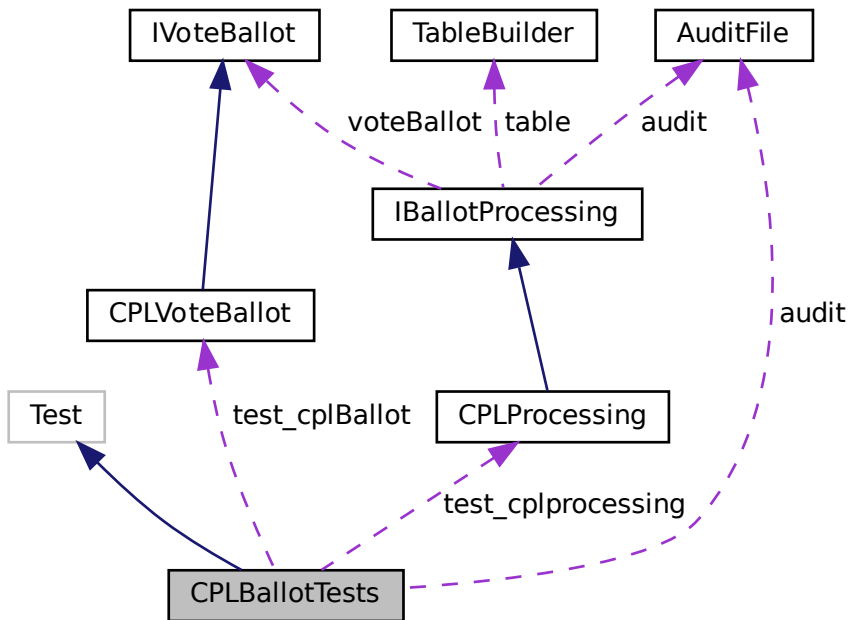 IVoteBallot
TableBuilder
AuditFile
voteBallot
table
audit
IBallotProcessing
CPLVoteBallot
audit
Test
test_cplBallot
CPLProcessing
test_cplprocessing
CPLBallotTests